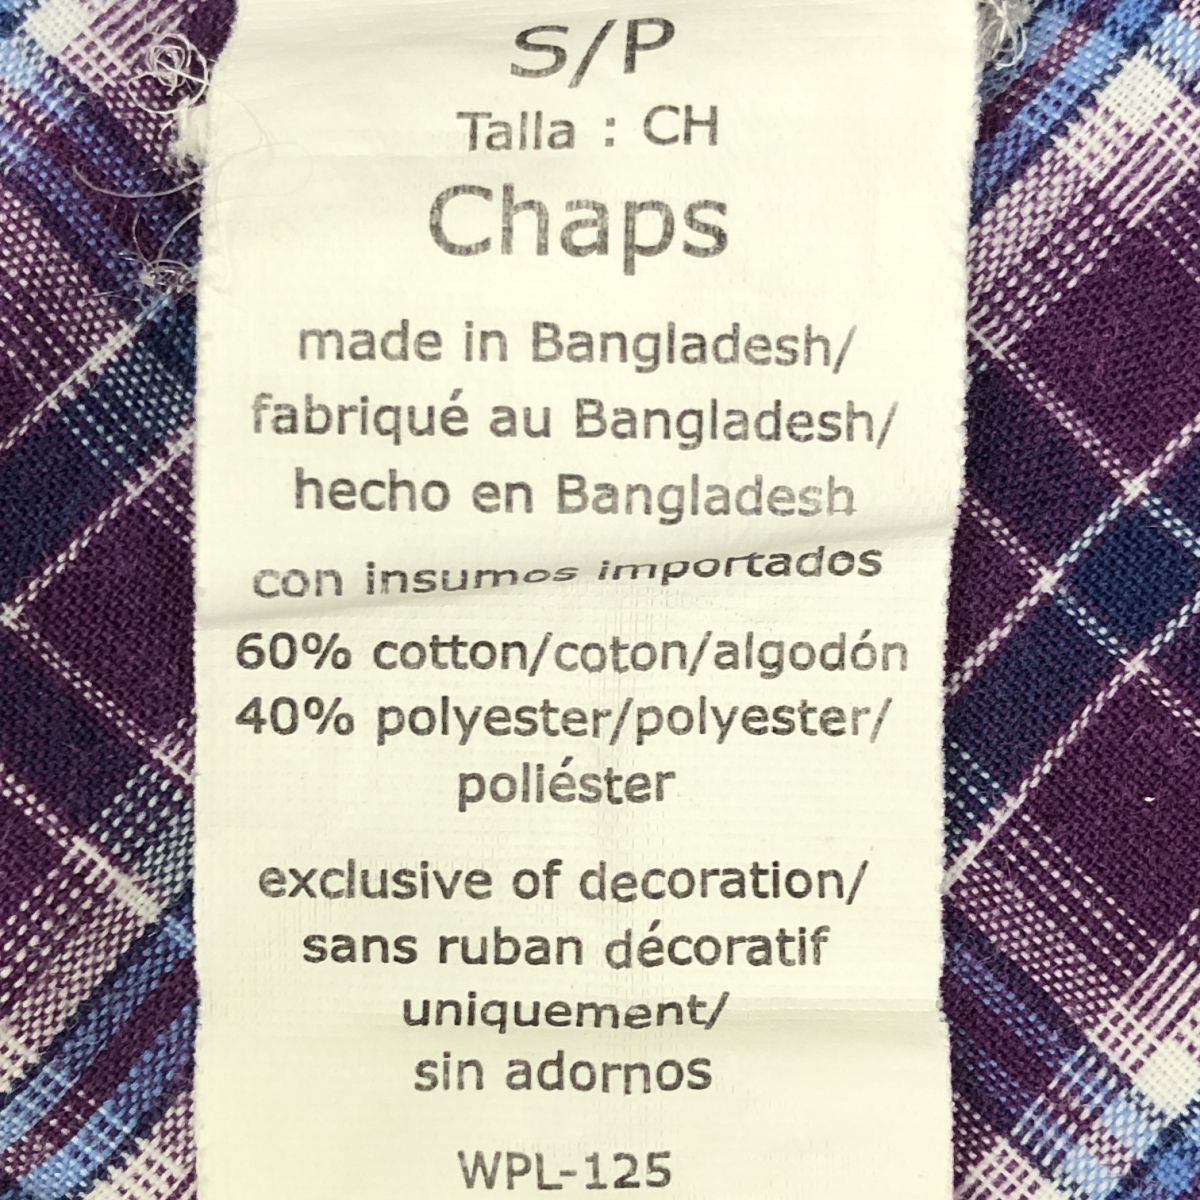 S/P
Talla : CH
Chaps
made in Bangladesh/
fabriqué au Bangladesh/
hecho en Bangladesh
con insumos importados
60% cotton/coton/algodón
40% polyester/polyester/
poliéster
exclusive of decoration/
sans ruban décoratif
uniquement/
sin adornos
WPL-125